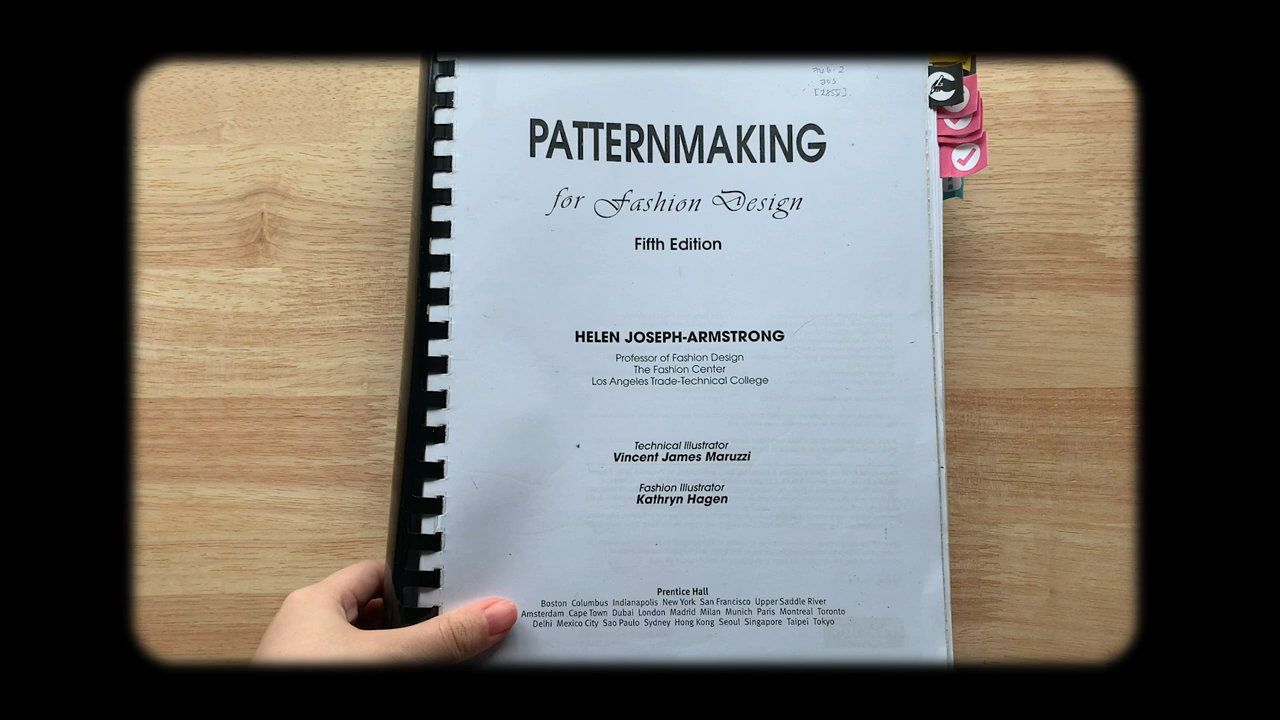 PATTERNMAKING
for Fashion Design
Fifth Edition
HELEN JOSEPH-ARMSTRONG
Professor of Fashion Design
The Fashion Center
Los Angeles Trade-Technical College
Technical Illustrator
Vincent James Maruzzi
Fashion Illustrator
Kathryn Hagen
Prentice Hall
Boston Columbus Indianapolis New York San Francisco Upper Saddle River
Amsterdam Cape Town Dubai London Madrid Milan Munich Paris Montreal Toronto
Delhi Mexico City Sao Paulo Sydney Hong Kong Seoul Singapore Taipei Tokyo